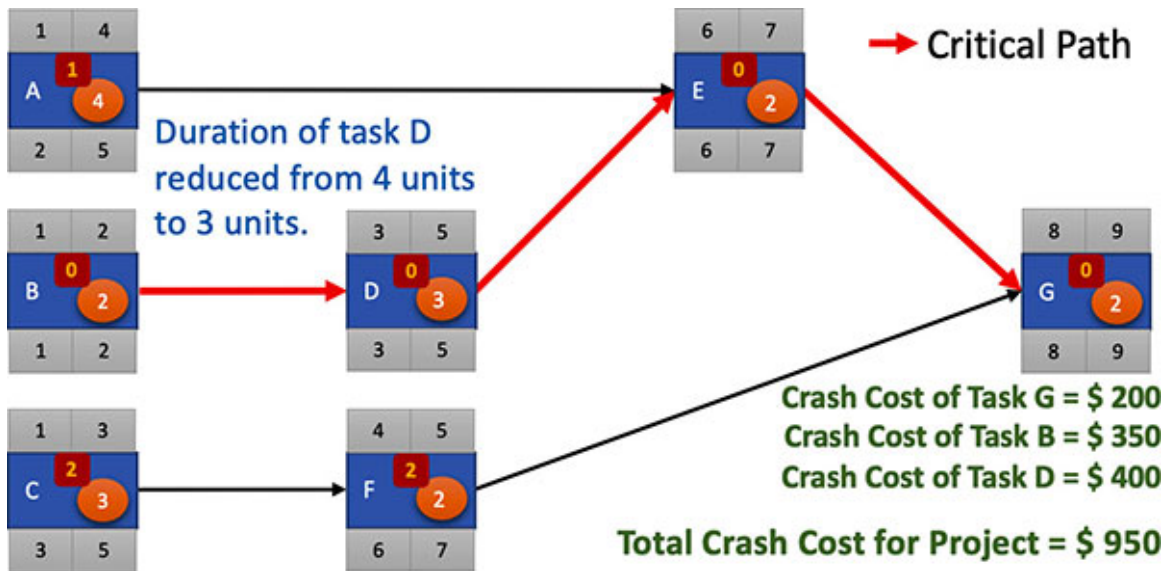 1 4
1
A
4
2 5
6 7
0
E
2
6 7
Critical Path
Duration of task D
reduced from 4 units
to 3 units.
1 2
0
B
2
1 2
3 5
0
D
3
3 5
8 9
0
G
2
8 9
1 3
2
C
3
3 5
4 5
2
F
2
6 7
Crash Cost of Task G = $ 200
Crash Cost of Task B = $ 350
Crash Cost of Task D = $ 400
Total Crash Cost for Project = $ 950